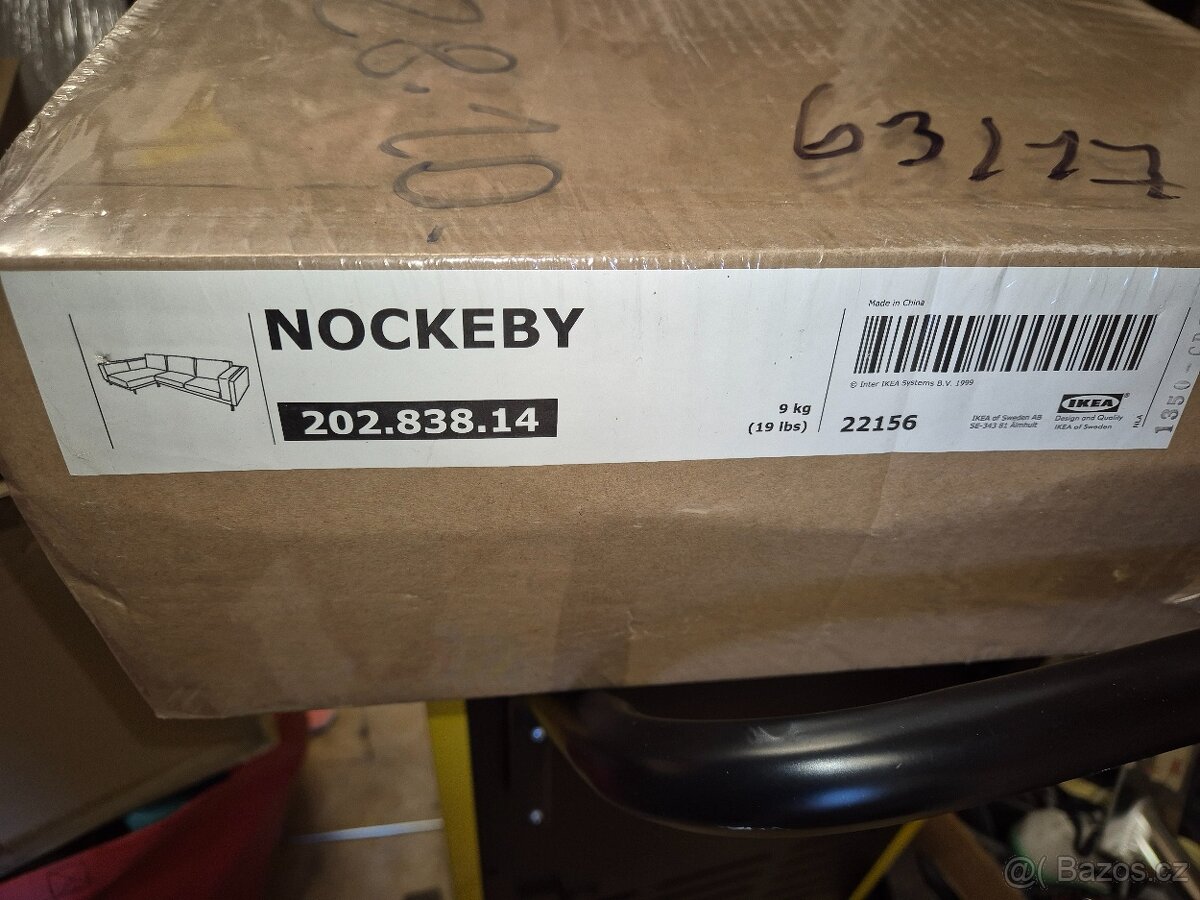 63117
NOCKEBY
202.838.14
9 kg
(19 lbs)
Made in China
© Inter IKEA Systems B.V. 1999
22156
IKEA of Sweden AB
SE-343 81 Älmhult
IKEA®
Design and Quality
IKEA of Sweden
@( Bazos.cz